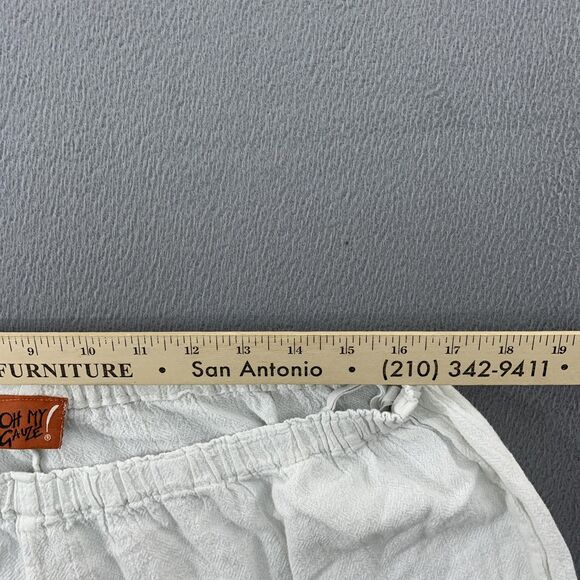 9 10 11 12 13 14 15 16 17 18 19
FURNITURE • San Antonio • (210) 342-9411 •
OH MY
GAUZE!®